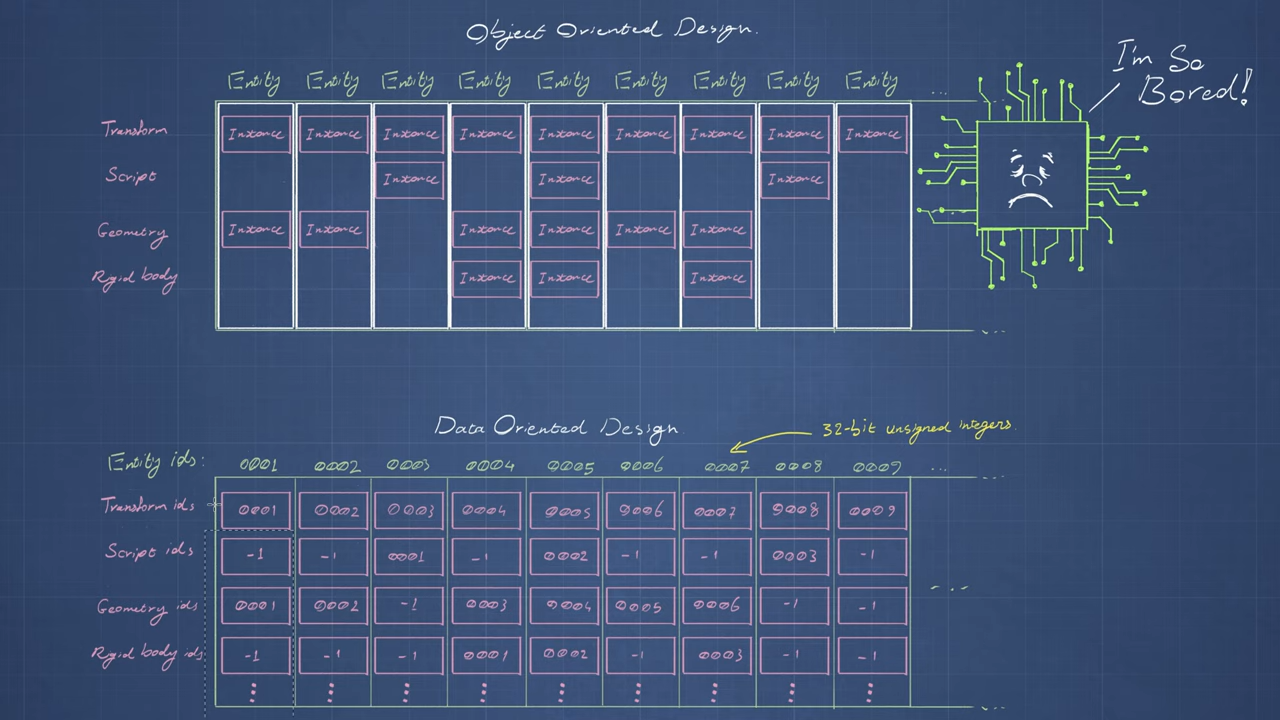 Object Oriented Design.
I'm So
Bored!
Entity Entity Entity Entity Entity Entity Entity Entity Entity ...
Transform Instance Instance Instance Instance Instance Instance Instance Instance Instance
Script Instance Instance Instance
Geometry Instance Instance Instance Instance Instance Instance
Rigid body Instance Instance Instance
Data Oriented Design.
32-bit unsigned integers.
Entity ids: 0001 0002 0003 0004 0005 0006 0007 0008 0009 ...
Transform ids 0001 0002 0003 0004 0005 0006 0007 0008 0009
Script ids -1 -1 0001 -1 0002 -1 -1 0003 -1
Geometry ids 0001 0002 -1 0003 0004 0005 0006 -1 -1
Rigid body ids -1 -1 -1 0001 0002 -1 0003 -1 -1